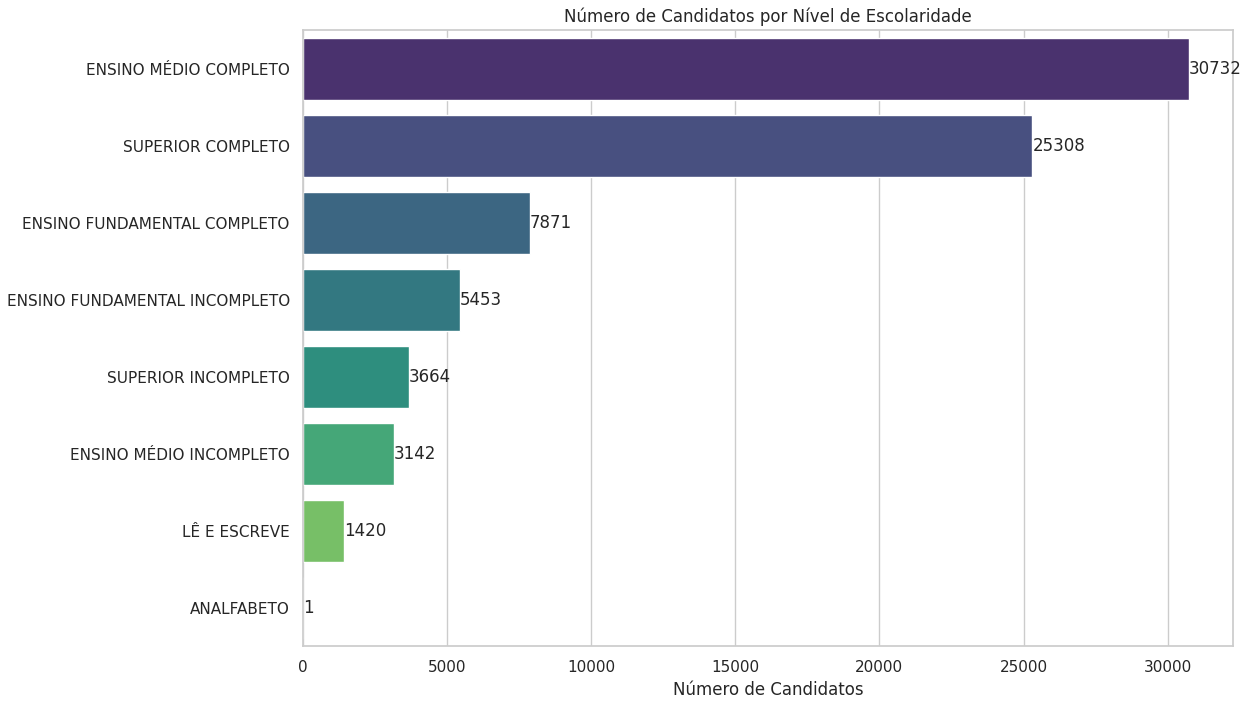 Número de Candidatos por Nível de Escolaridade
ENSINO MÉDIO COMPLETO 30732
SUPERIOR COMPLETO 25308
ENSINO FUNDAMENTAL COMPLETO 7871
ENSINO FUNDAMENTAL INCOMPLETO 5453
SUPERIOR INCOMPLETO 3664
ENSINO MÉDIO INCOMPLETO 3142
LÊ E ESCREVE 1420
ANALFABETO 1
0 5000 10000 15000 20000 25000 30000
Número de Candidatos